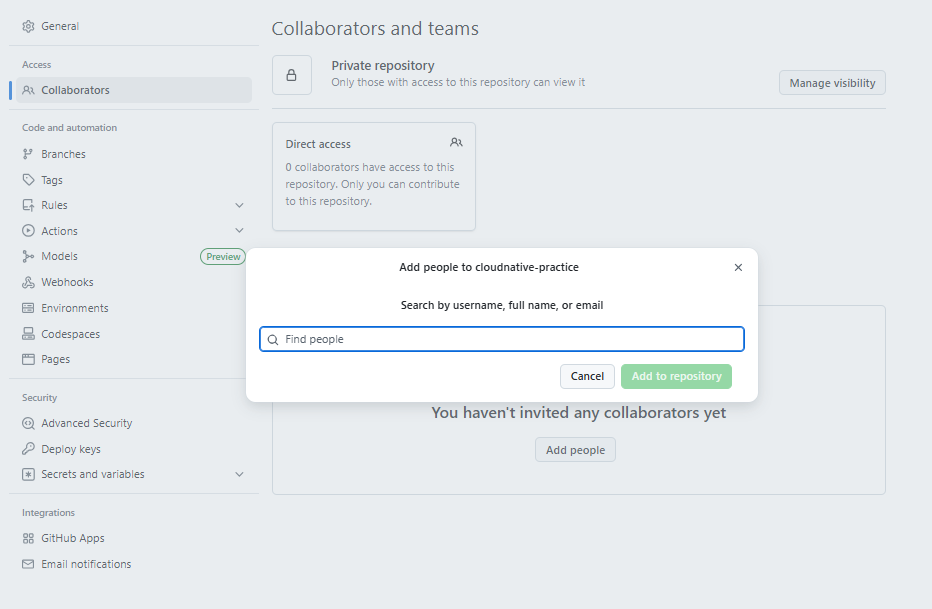 General
Access
Collaborators
Code and automation
Branches
Tags
Rules
Actions
Models
Preview
Webhooks
Environments
Codespaces
Pages
Security
Advanced Security
Deploy keys
Secrets and variables
Integrations
GitHub Apps
Email notifications
Collaborators and teams
Private repository
Only those with access to this repository can view it
Manage visibility
Direct access
0 collaborators have access to this
repository. Only you can contribute
to this repository.
Add people to cloudnative-practice
Search by username, full name, or email
Find people
Cancel
Add to repository
You haven't invited any collaborators yet
Add people